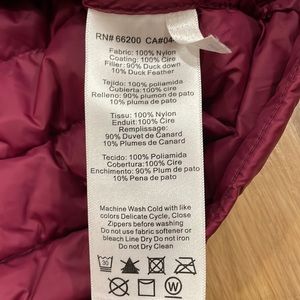 RN# 66200 CA#04
Fabric: 100% Nylon
Coating: 100% Cire
Filler: 90% Duck down
10% Duck Feather
Tejido: 100% poliamida
Cubierta: 100% cire
Relleno: 90% plumon de pato
10% pluma de pato
Tissu: 100% Nylon
Enduit: 100% Cire
Remplissage:
90% Duvet de Canard
10% Plumes de Canard
Tecido: 100% Poliamida
Cobertura: 100% Cire
Enchimento: 90% Plum de pato
10% Pena de pato
Machine Wash Cold with like
colors Delicate Cycle, Close
Zippers before washing
Do not use fabric softener or
bleach Line Dry Do not iron
Do not Dry Clean
30